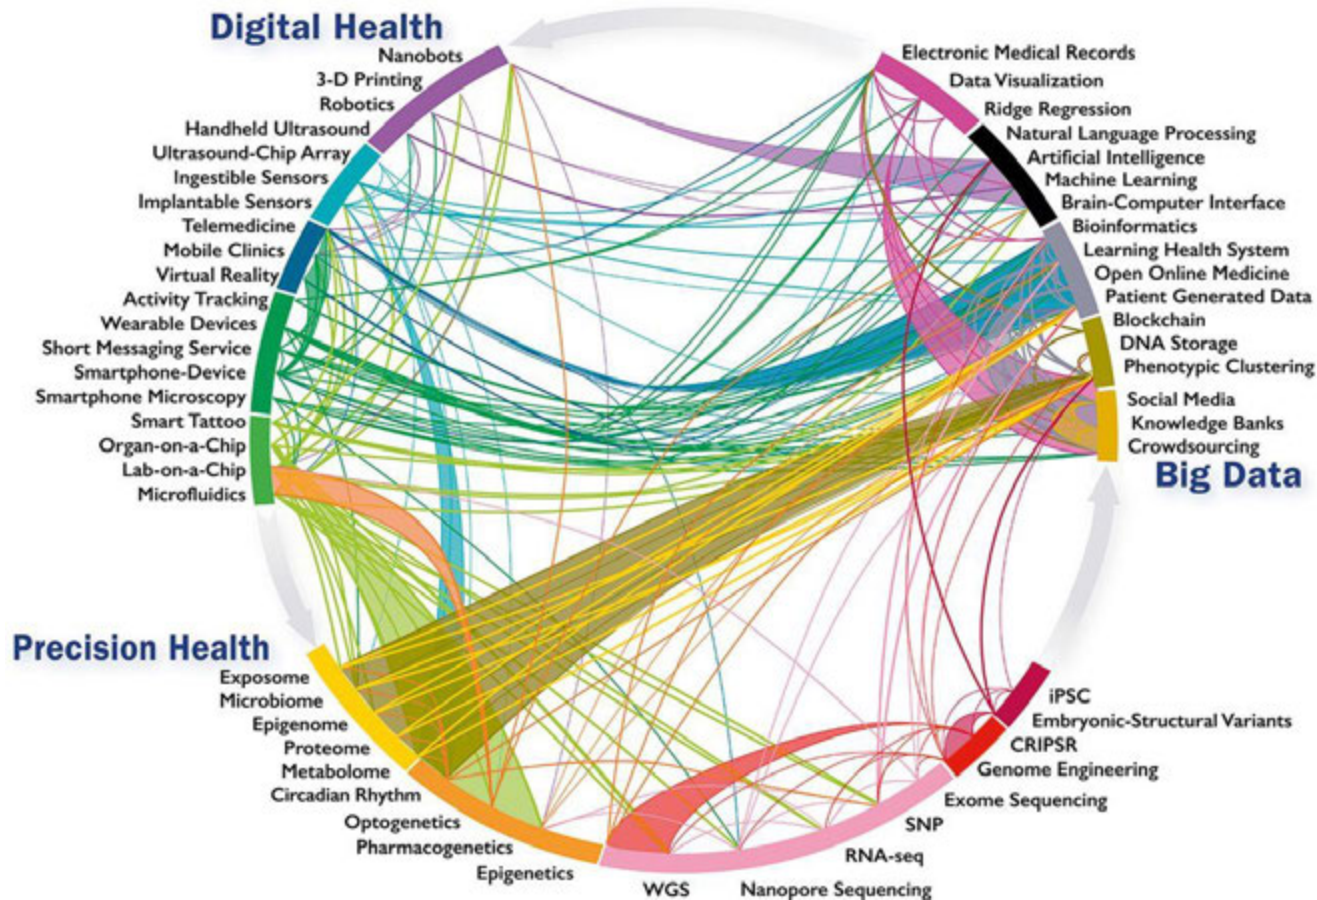 Digital Health
Nanobots
3-D Printing
Robotics
Handheld Ultrasound
Ultrasound-Chip Array
Ingestible Sensors
Implantable Sensors
Telemedicine
Mobile Clinics
Virtual Reality
Activity Tracking
Wearable Devices
Short Messaging Service
Smartphone-Device
Smartphone Microscopy
Smart Tattoo
Organ-on-a-Chip
Lab-on-a-Chip
Microfluidics
Electronic Medical Records
Data Visualization
Ridge Regression
Natural Language Processing
Artificial Intelligence
Machine Learning
Brain-Computer Interface
Bioinformatics
Learning Health System
Open Online Medicine
Patient Generated Data
Blockchain
DNA Storage
Phenotypic Clustering
Social Media
Knowledge Banks
Crowdsourcing
Big Data
Precision Health
Exposome
Microbiome
Epigenome
Proteome
Metabolome
Circadian Rhythm
Optogenetics
Pharmacogenetics
Epigenetics
WGS
Nanopore Sequencing
RNA-seq
SNP
Exome Sequencing
Genome Engineering
CRIPSR
Embryonic-Structural Variants
iPSC